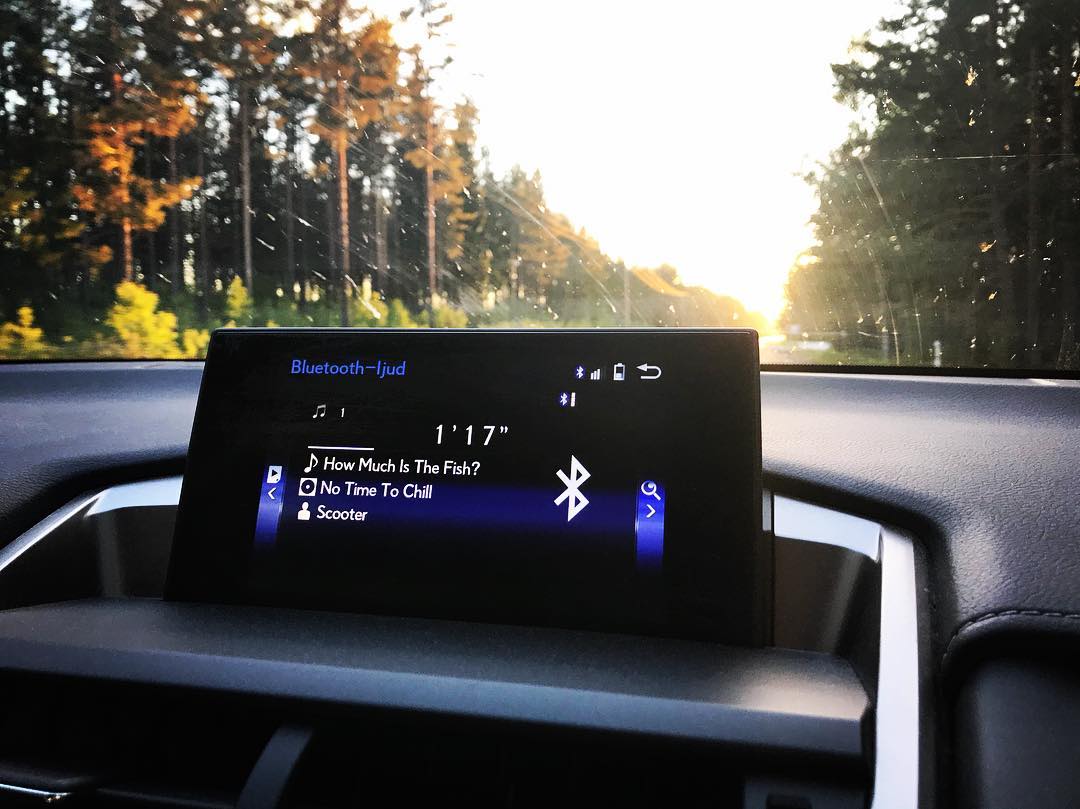 Bluetooth-ljud
1
1'17"
How Much Is The Fish?
No Time To Chill
Scooter